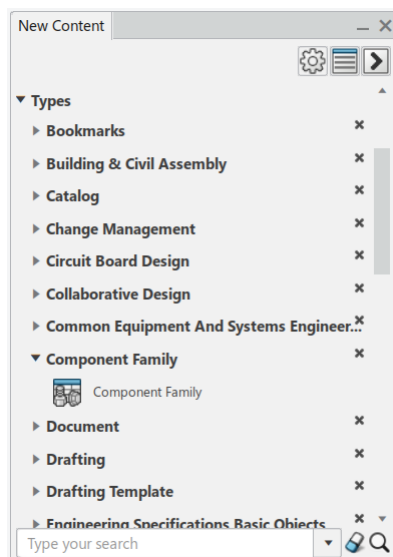 New Content
Types
Bookmarks
Building & Civil Assembly
Catalog
Change Management
Circuit Board Design
Collaborative Design
Common Equipment And Systems Engineer...
Component Family
Component Family
Document
Drafting
Drafting Template
Engineering Specifications Basic Objects
Type your search